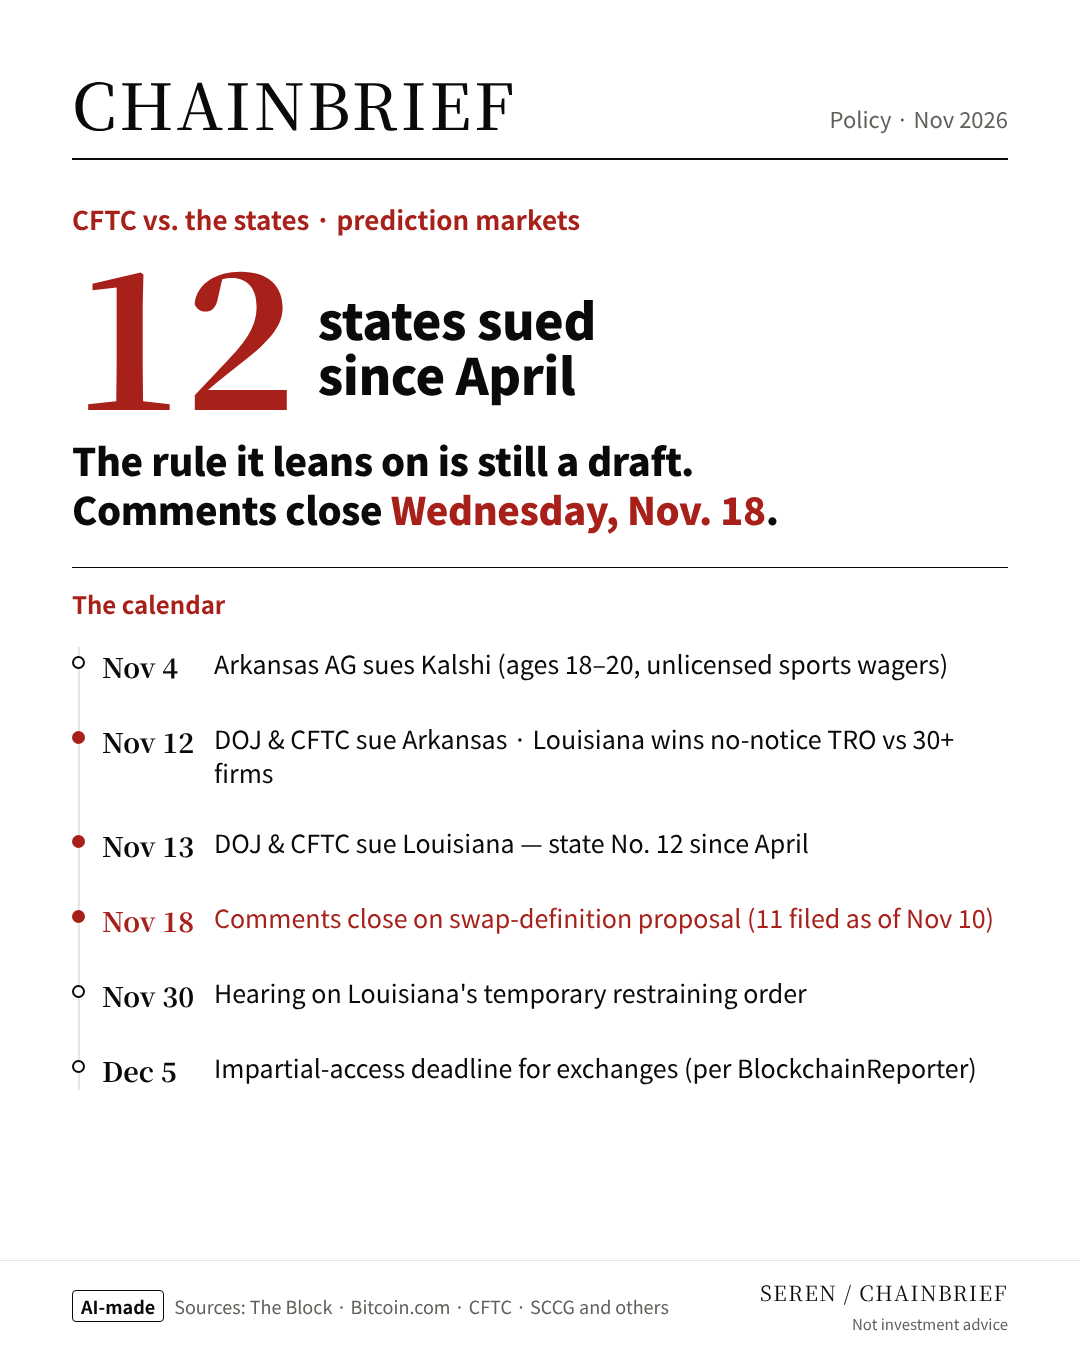 CHAINBRIEF
Policy · Nov 2026
CFTC vs. the states · prediction markets
12
states sued
since April
The rule it leans on is still a draft.
Comments close Wednesday, Nov. 18.
The calendar
Nov 4 Arkansas AG sues Kalshi (ages 18–20, unlicensed sports wagers)
Nov 12 DOJ & CFTC sue Arkansas · Louisiana wins no-notice TRO vs 30+
firms
Nov 13 DOJ & CFTC sue Louisiana — state No. 12 since April
Nov 18 Comments close on swap-definition proposal (11 filed as of Nov 10)
Nov 30 Hearing on Louisiana's temporary restraining order
Dec 5 Impartial-access deadline for exchanges (per BlockchainReporter)
AI-made Sources: The Block · Bitcoin.com · CFTC · SCCG and others
SEREN / CHAINBRIEF
Not investment advice